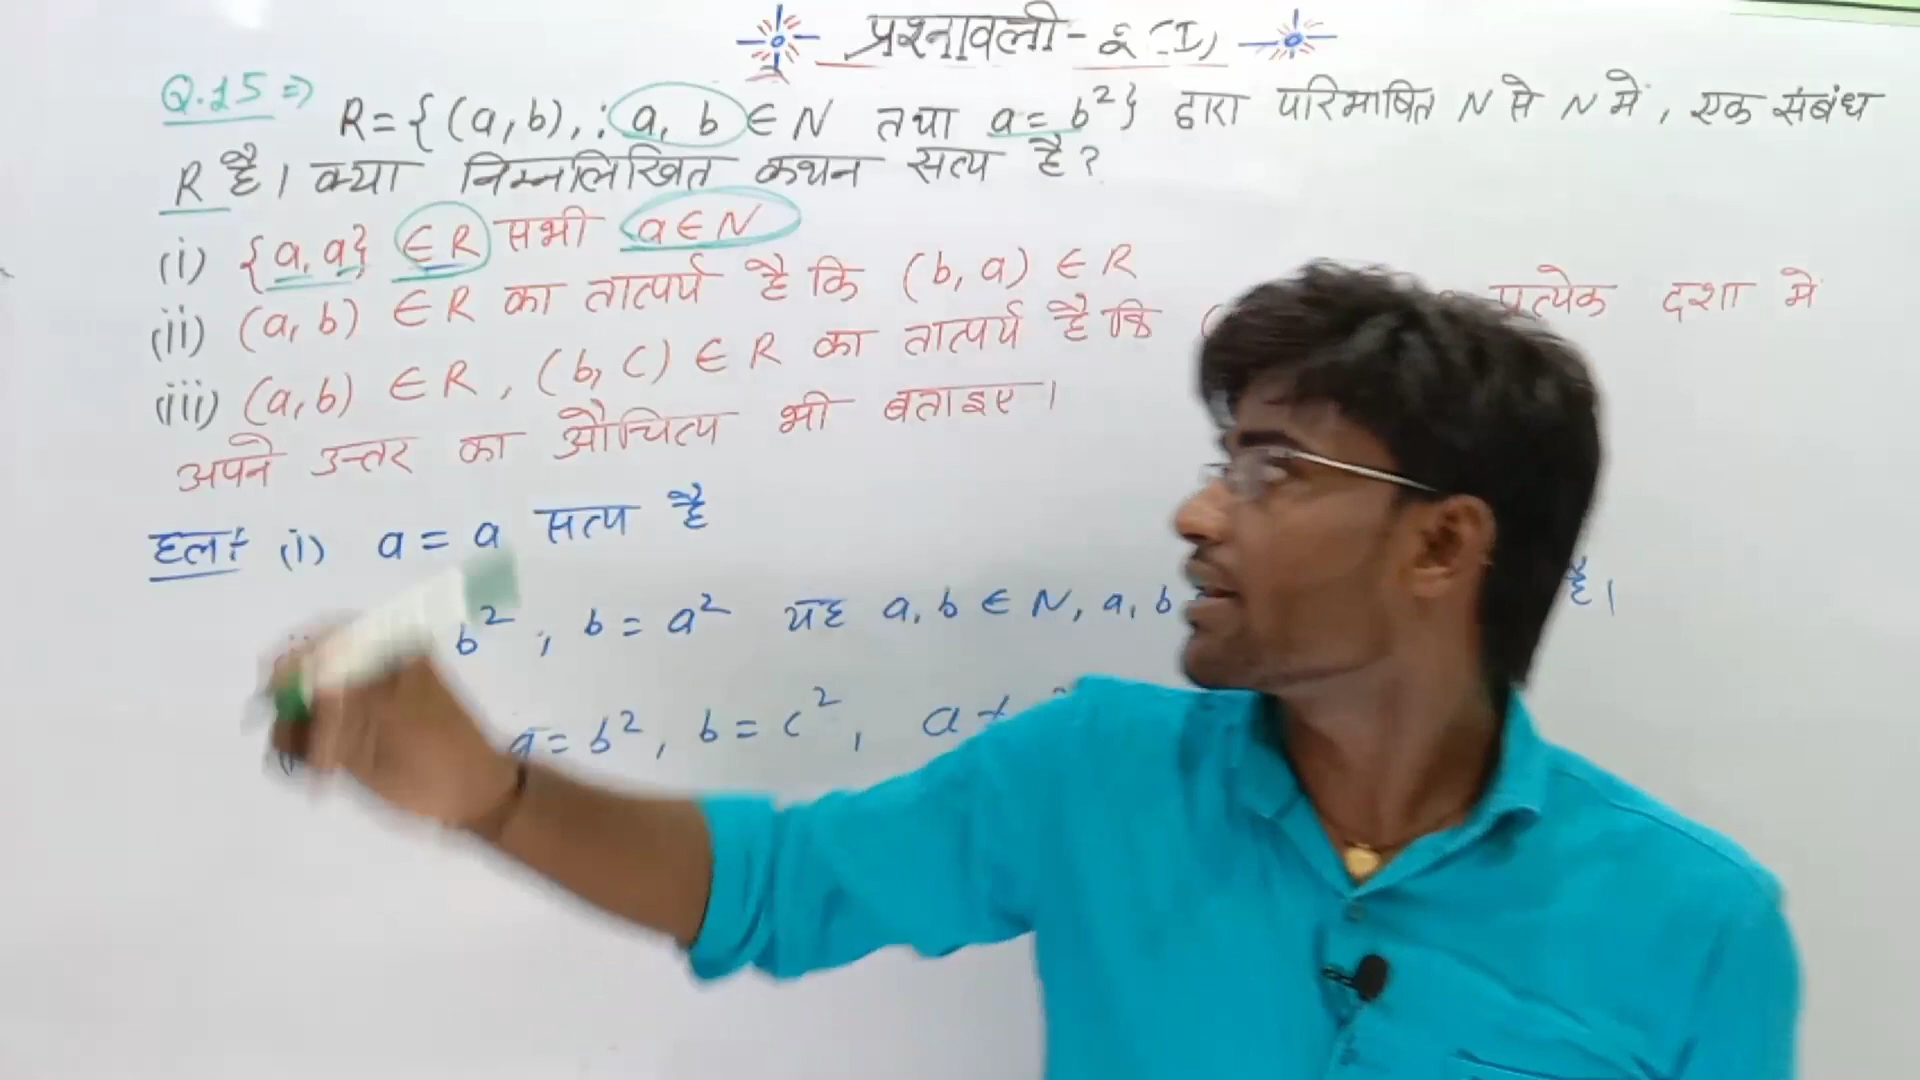 प्रश्नावली-2 (I)
Q.15 ⇒ R={(a,b),: a, b ∈ N तथा a = b²} द्वारा परिभाषित N से N में, एक संबंध
R है। क्या निम्नलिखित कथन सत्य है?
(i) {a,a} ∈ R सभी a ∈ N
(ii) (a,b) ∈ R का तात्पर्य है कि (b,a) ∈ R
(iii) (a,b) ∈ R, (b,c) ∈ R का तात्पर्य है कि ( प्रत्येक दशा में
अपने उत्तर का औचित्य भी बताइए।
हल:- (i) a = a सत्य है
b² ; b = a² यह a, b ∈ N, a, b है।
a = b², b = c², a ≠